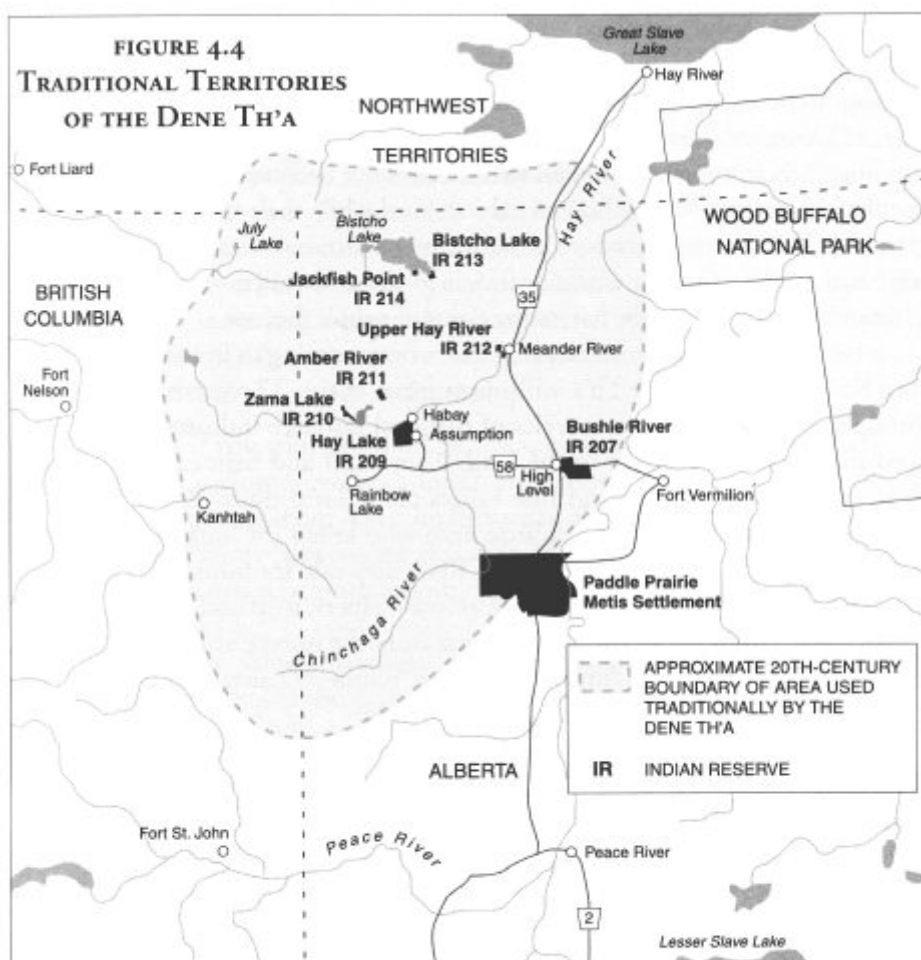 FIGURE 4.4
TRADITIONAL TERRITORIES
OF THE DENE TH'A
Great Slave
Lake
Hay River
NORTHWEST
TERRITORIES
Fort Liard
Hay River
WOOD BUFFALO
NATIONAL PARK
July
Lake
Bistcho
Lake
Bistcho Lake
IR 213
Jackfish Point
IR 214
35
BRITISH
COLUMBIA
Upper Hay River
IR 212
Meander River
Amber River
IR 211
Fort
Nelson
Zama Lake
IR 210
Habay
Assumption
Hay Lake
IR 209
Bushie River
IR 207
58
High
Level
Rainbow
Lake
Fort Vermilion
Kanhtah
Chinchaga River
Paddle Prairie
Metis Settlement
APPROXIMATE 20TH-CENTURY
BOUNDARY OF AREA USED
TRADITIONALLY BY THE
DENE TH'A
IR INDIAN RESERVE
ALBERTA
Fort St. John
Peace River
Peace River
2
Lesser Slave Lake